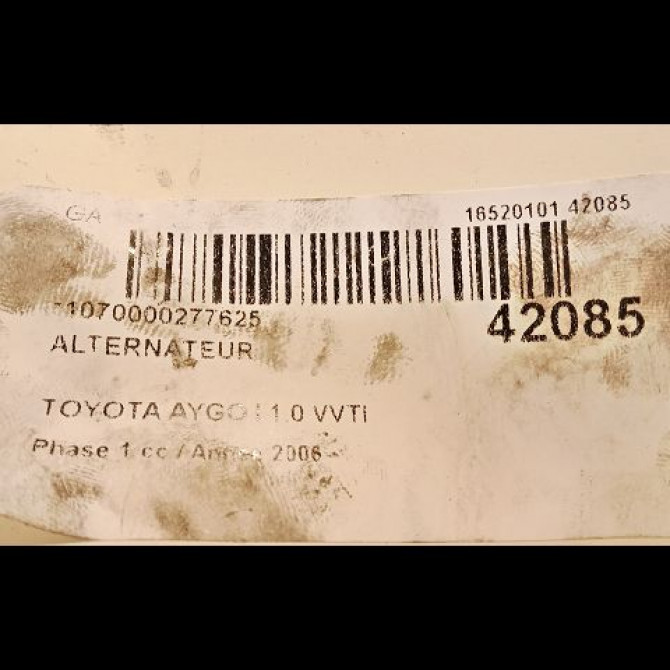 GA 16520101 42085
1070000277625 42085
ALTERNATEUR
TOYOTA AYGO I 1.0 VVTI
Phase 1 cc / Année 2006